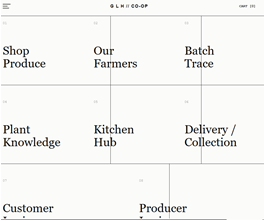 G L H // CO-OP
CART (0)
Shop
Produce
Our
Farmers
Batch
Trace
Plant
Knowledge
Kitchen
Hub
Delivery /
Collection
Customer
Producer